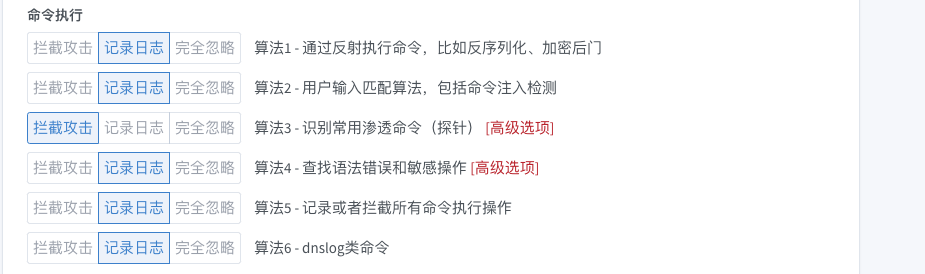 命令执行
拦截攻击 记录日志 完全忽略 算法1 - 通过反射执行命令，比如反序列化、加密后门
拦截攻击 记录日志 完全忽略 算法2 - 用户输入匹配算法，包括命令注入检测
拦截攻击 记录日志 完全忽略 算法3 - 识别常用渗透命令（探针） [高级选项]
拦截攻击 记录日志 完全忽略 算法4 - 查找语法错误和敏感操作 [高级选项]
拦截攻击 记录日志 完全忽略 算法5 - 记录或者拦截所有命令执行操作
拦截攻击 记录日志 完全忽略 算法6 - dnslog类命令